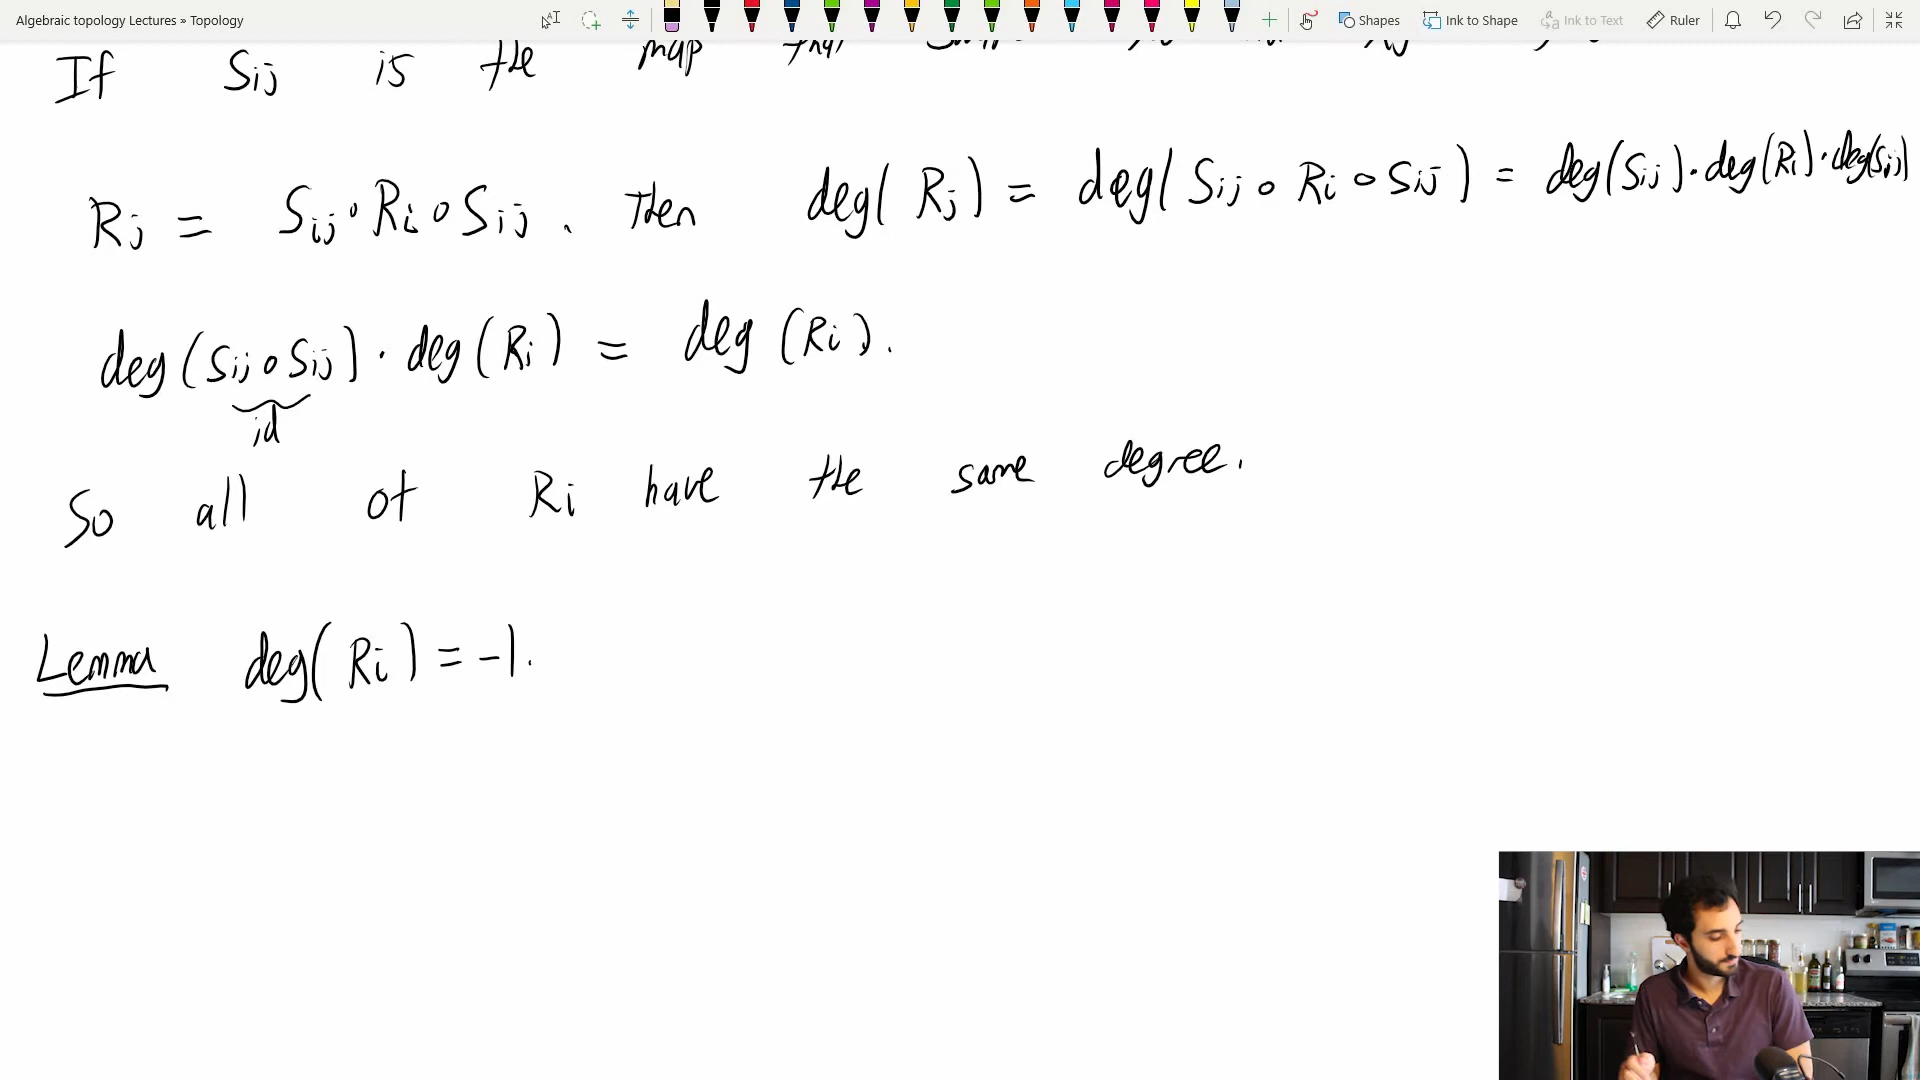 Algebraic topology Lectures » Topology
Shapes
Ink to Shape
Ink to Text
Ruler
If Sij is the map that
Rj = Sij ∘ Ri ∘ Sij . Then deg( Rj ) = deg( Sij ∘ Ri ∘ Sij ) = deg(Sij) · deg(Ri) · deg(Sij)
deg(Sij ∘ Sij) · deg(Ri) = deg (Ri).
id
So all of Ri have the same degree.
Lemma deg( Ri ) = -1.